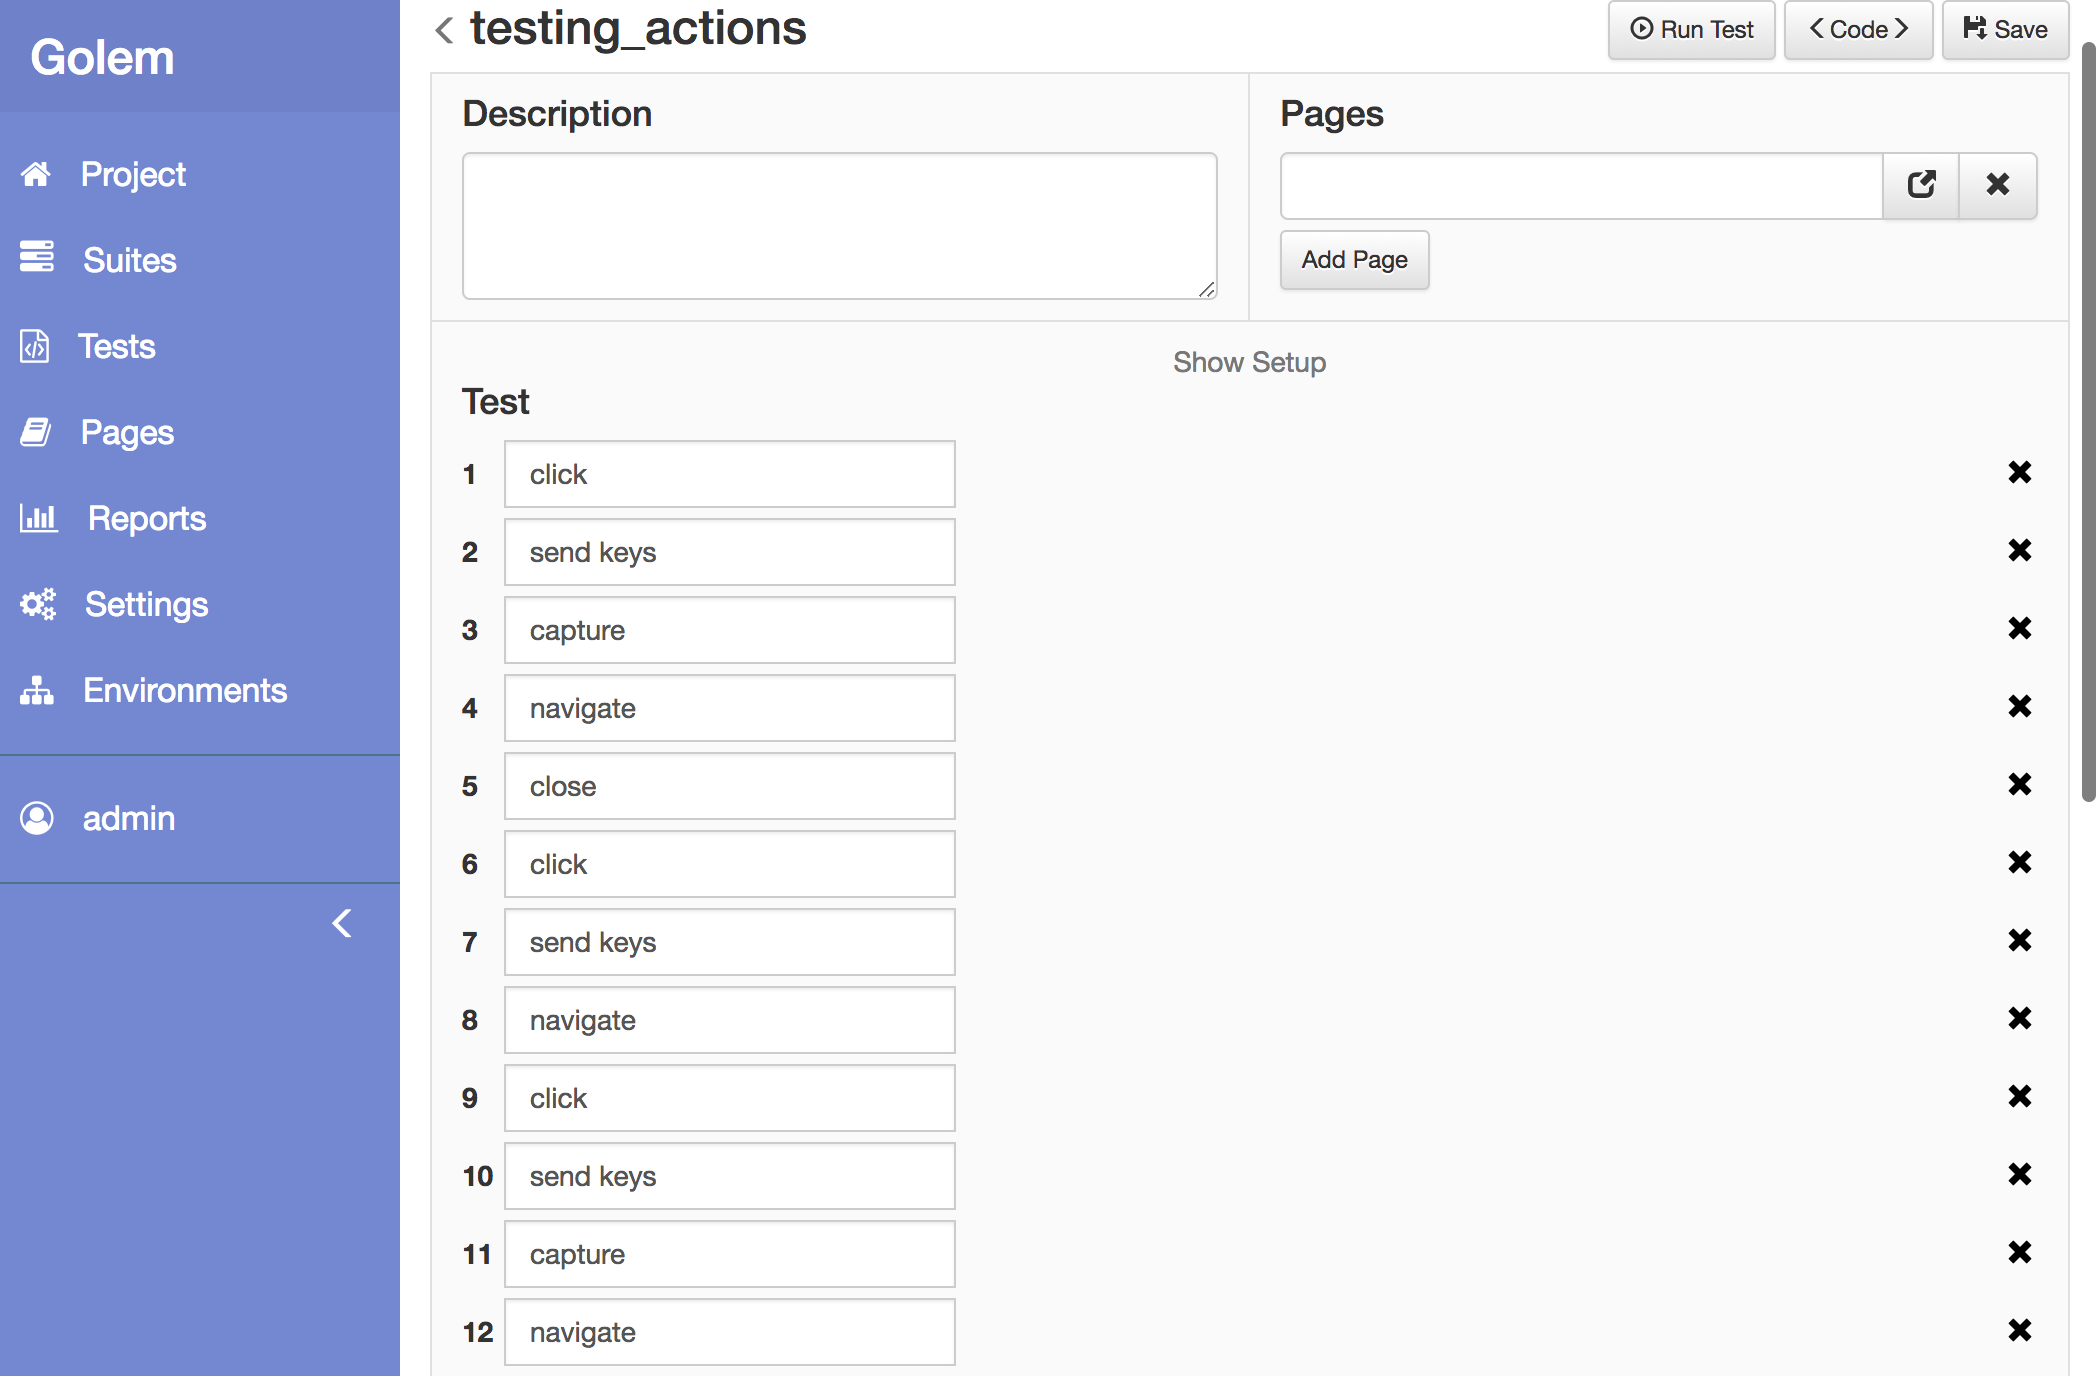 Golem
Project
Suites
Tests
Pages
Reports
Settings
Environments
admin
testing_actions
Run Test
Code
Save
Description
Pages
Add Page
Show Setup
Test
1 click
2 send keys
3 capture
4 navigate
5 close
6 click
7 send keys
8 navigate
9 click
10 send keys
11 capture
12 navigate